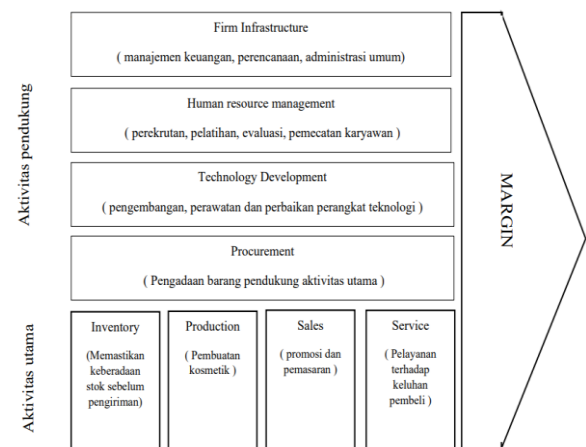 Aktivitas pendukung
Firm Infrastructure
( manajemen keuangan, perencanaan, administrasi umum)
Human resource management
( perekrutan, pelatihan, evaluasi, pemecatan karyawan )
Technology Development
( pengembangan, perawatan dan perbaikan perangkat teknologi )
Procurement
( Pengadaan barang pendukung aktivitas utama )
Aktivitas utama
Inventory
(Memastikan
keberadaan
stok sebelum
pengiriman)
Production
( Pembuatan
kosmetik )
Sales
( promosi dan
pemasaran )
Service
( Pelayanan
terhadap
keluhan
pembeli )
MARGIN